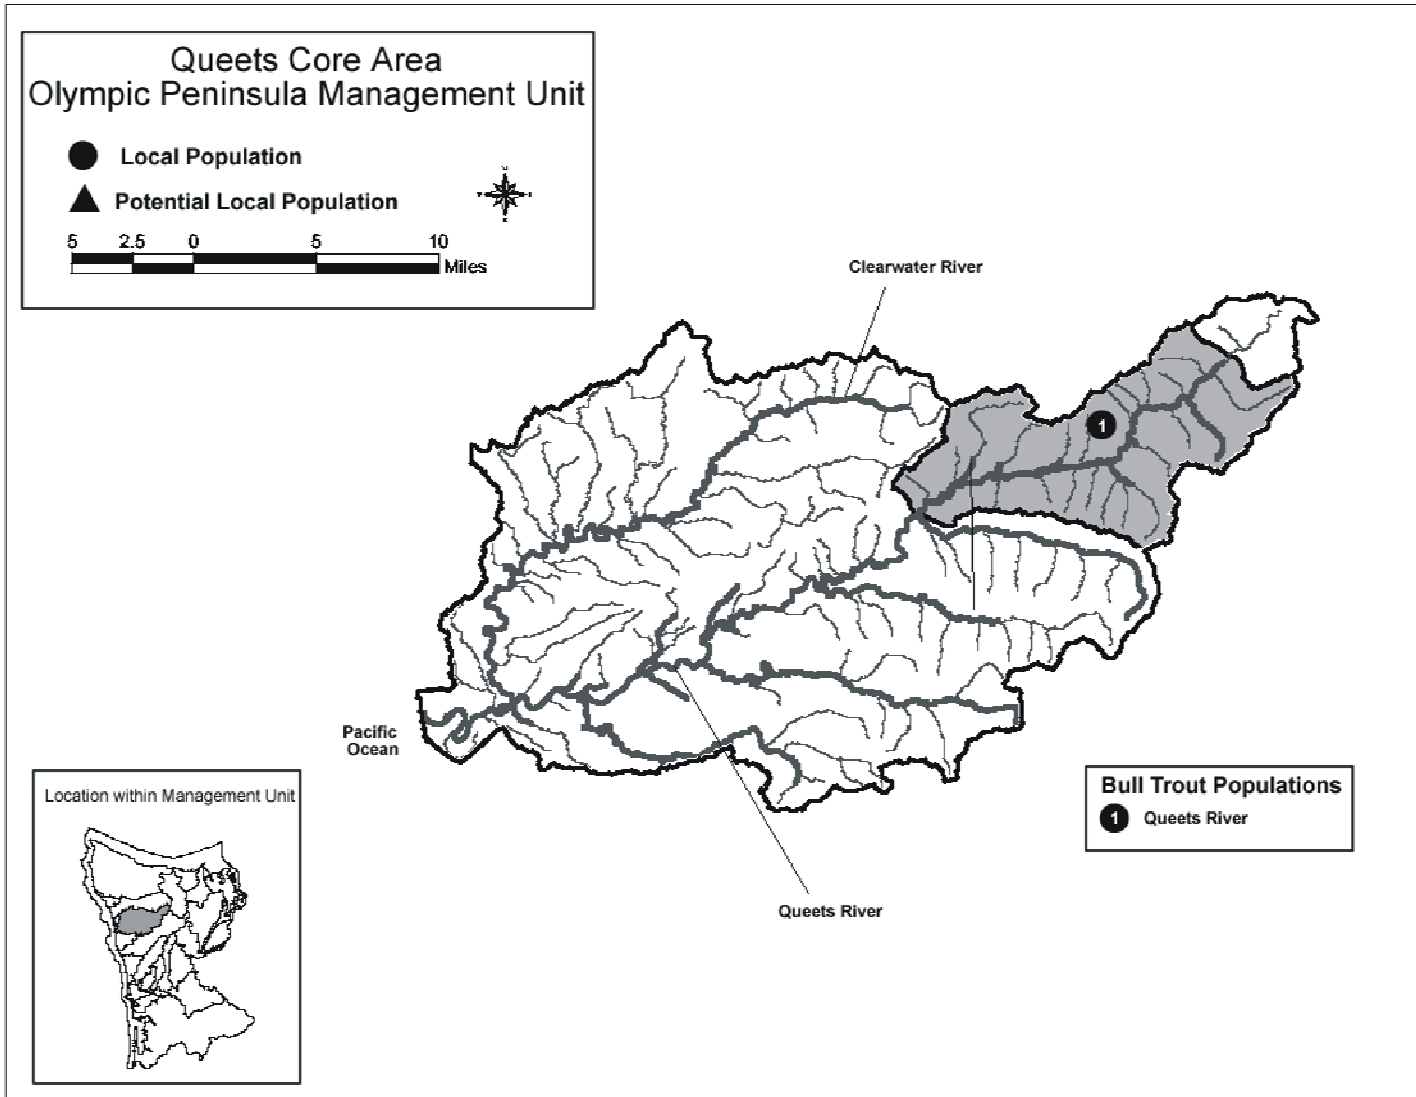 Queets Core Area
Olympic Peninsula Management Unit
Local Population
Potential Local Population
5 2.5 0 5 10
Miles
Clearwater River
1
Pacific
Ocean
Bull Trout Populations
1 Queets River
Location within Management Unit
Queets River